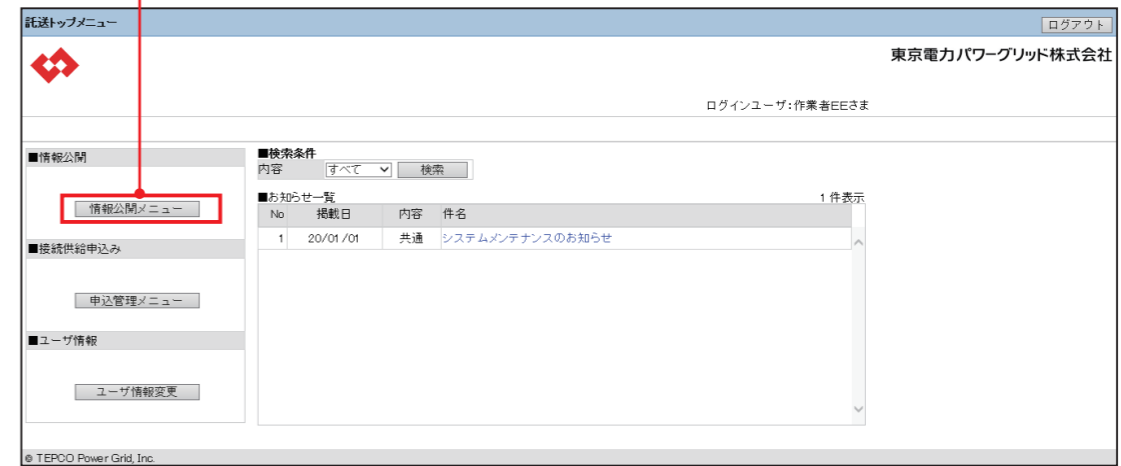 託送トップメニュー
ログアウト
東京電力パワーグリッド株式会社
ログインユーザ:作業者EEさま
■情報公開
情報公開メニュー
■接続供給申込み
申込管理メニュー
■ユーザ情報
ユーザ情報変更
■検索条件
内容 すべて 検索
■お知らせ一覧 1 件表示
No 掲載日 内容 件名
1 20/01/01 共通 システムメンテナンスのお知らせ
© TEPCO Power Grid, Inc.